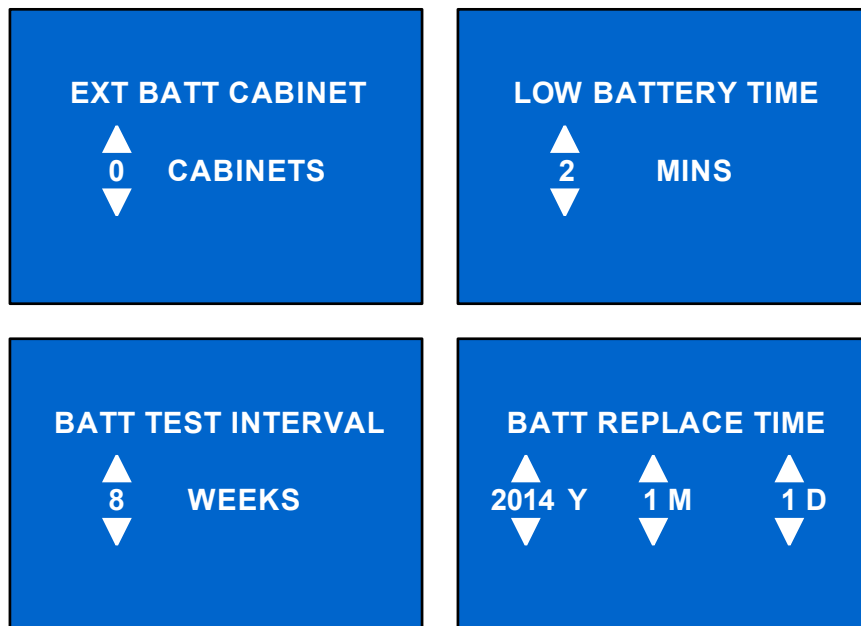 EXT BATT CABINET
0 CABINETS
LOW BATTERY TIME
2 MINS
BATT TEST INTERVAL
8 WEEKS
BATT REPLACE TIME
2014 Y 1 M 1 D